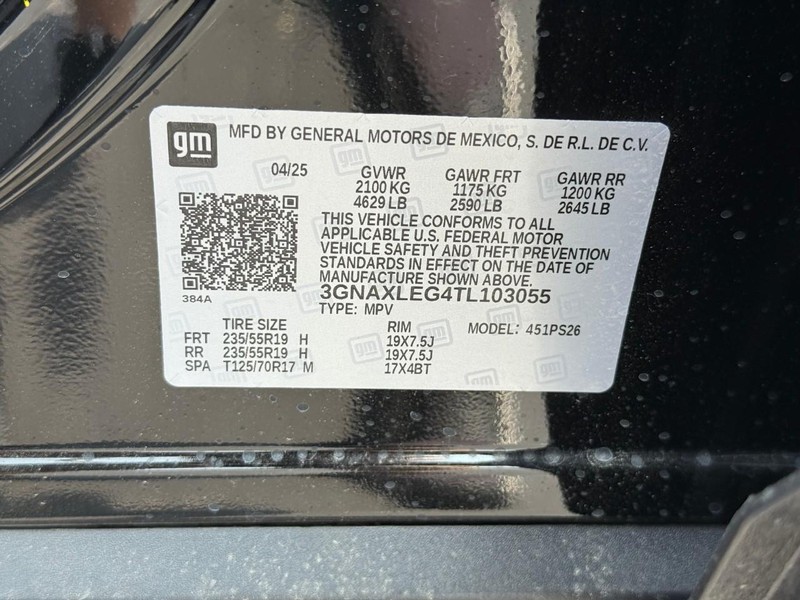 gm MFD BY GENERAL MOTORS DE MEXICO, S. DE R.L. DE C.V.
04/25 GVWR GAWR FRT GAWR RR
2100 KG 1175 KG 1200 KG
4629 LB 2590 LB 2645 LB
THIS VEHICLE CONFORMS TO ALL
APPLICABLE U.S. FEDERAL MOTOR
VEHICLE SAFETY AND THEFT PREVENTION
STANDARDS IN EFFECT ON THE DATE OF
MANUFACTURE SHOWN ABOVE.
384A 3GNAXLEG4TL103055
TYPE: MPV
TIRE SIZE RIM MODEL: 451PS26
FRT 235/55R19 H 19X7.5J
RR 235/55R19 H 19X7.5J
SPA T125/70R17 M 17X4BT